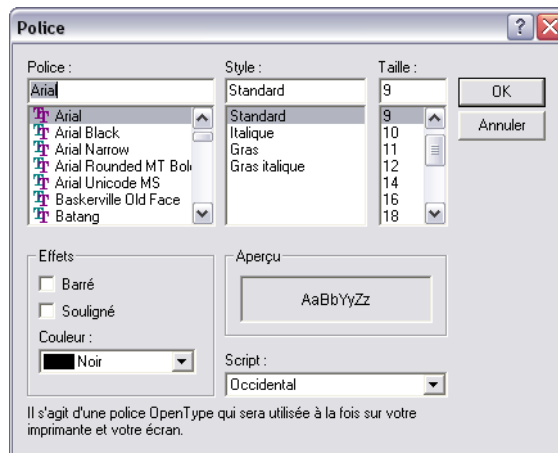 Police
Police :
Arial
Arial
Arial Black
Arial Narrow
Arial Rounded MT Bol
Arial Unicode MS
Baskerville Old Face
Batang
Style :
Standard
Standard
Italique
Gras
Gras italique
Taille :
9
9
10
11
12
14
16
18
OK
Annuler
Effets
Barré
Souligné
Couleur :
Noir
Aperçu
AaBbYyZz
Script :
Occidental
Il s'agit d'une police OpenType qui sera utilisée à la fois sur votre
imprimante et votre écran.